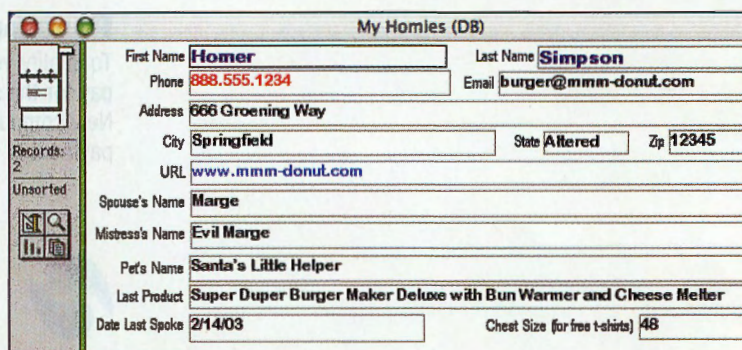 My Homies (DB)
First Name Homer Last Name Simpson
Phone 888.555.1234 Email burger@mmm-donut.com
Address 666 Groening Way
City Springfield State Altered Zip 12345
URL www.mmm-donut.com
Spouse's Name Marge
Mistress's Name Evil Marge
Pet's Name Santa's Little Helper
Last Product Super Duper Burger Maker Deluxe with Bun Warmer and Cheese Melter
Date Last Spoke 2/14/03 Chest Size (for free t-shirts) 48
1
Records:
2
Unsorted